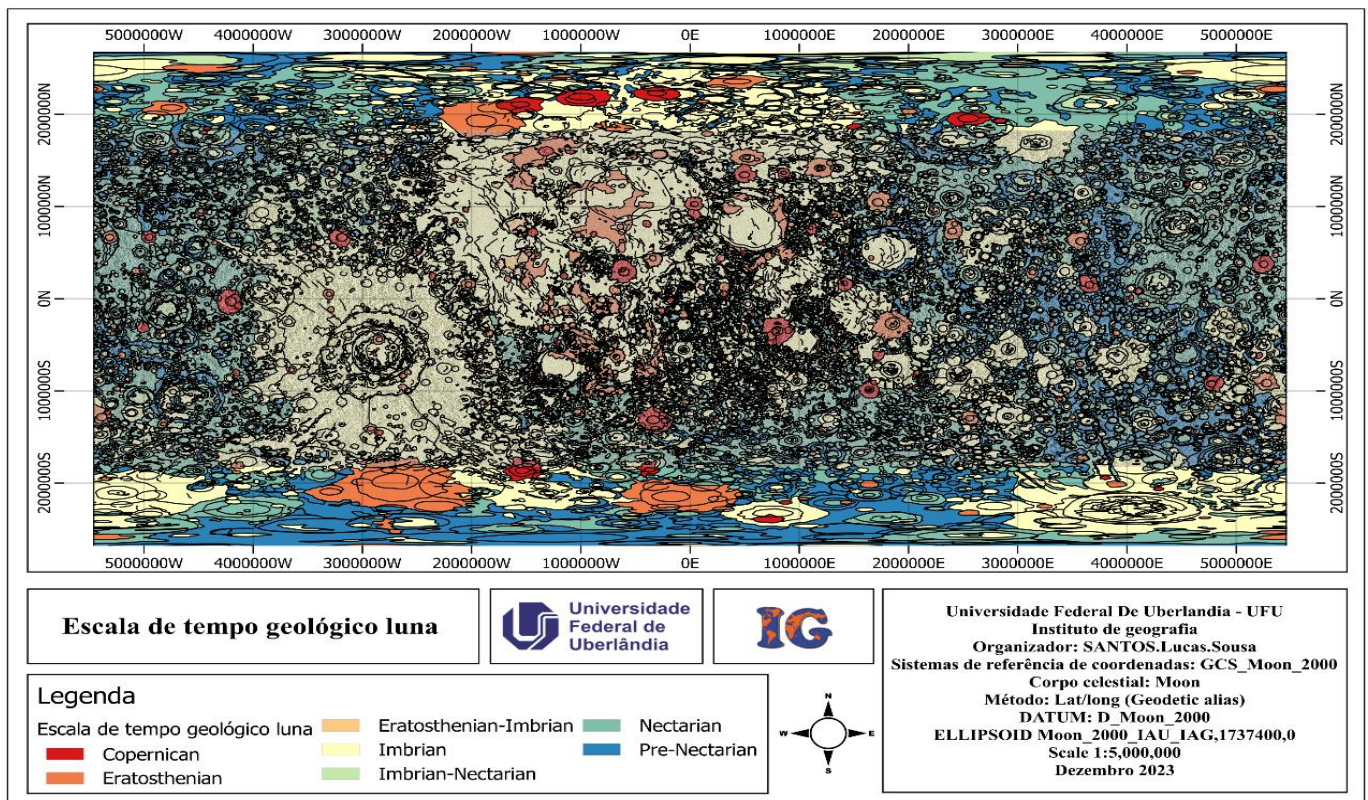 5000000W 4000000W 3000000W 2000000W 1000000W 0E 1000000E 2000000E 3000000E 4000000E 5000000E
2000000N 2000000N
1000000N 1000000N
0N 0N
1000000S 1000000S
2000000S 2000000S
5000000W 4000000W 3000000W 2000000W 1000000W 0E 1000000E 2000000E 3000000E 4000000E 5000000E
Escala de tempo geológico luna
Universidade
Federal de
Uberlândia
IG
Universidade Federal De Uberlandia - UFU
Instituto de geografia
Organizador: SANTOS.Lucas.Sousa
Sistemas de referência de coordenadas: GCS_Moon_2000
Corpo celestial: Moon
Método: Lat/long (Geodetic alias)
DATUM: D_Moon_2000
ELLIPSOID Moon_2000_IAU_IAG,1737400,0
Scale 1:5,000,000
Dezembro 2023
Legenda
Escala de tempo geológico luna
Copernican
Eratosthenian
Eratosthenian-Imbrian
Imbrian
Imbrian-Nectarian
Nectarian
Pre-Nectarian
N
W E
S